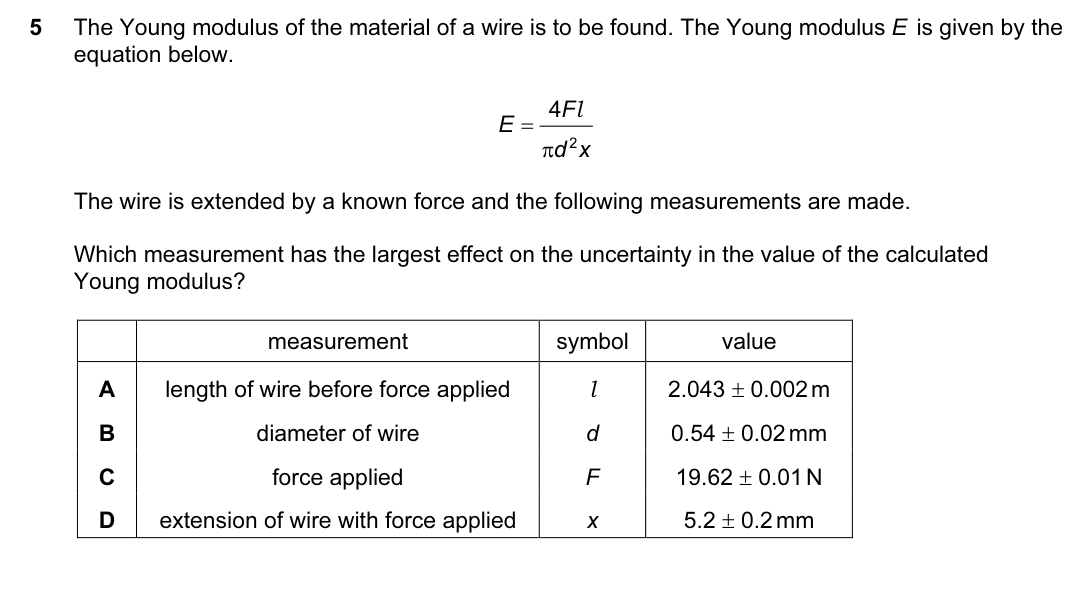 5 The Young modulus of the material of a wire is to be found. The Young modulus E is given by the
equation below.
E = 4Fl / πd²x
The wire is extended by a known force and the following measurements are made.
Which measurement has the largest effect on the uncertainty in the value of the calculated
Young modulus?
measurement symbol value
A length of wire before force applied l 2.043 ± 0.002 m
B diameter of wire d 0.54 ± 0.02 mm
C force applied F 19.62 ± 0.01 N
D extension of wire with force applied x 5.2 ± 0.2 mm